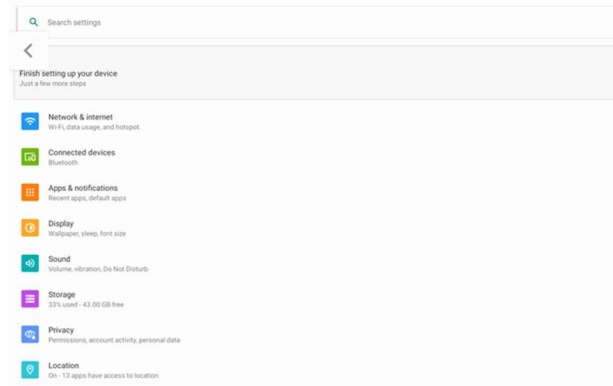 Search settings
Finish setting up your device
Just a few more steps
Network & internet
Wi-Fi, data usage, and hotspot
Connected devices
Bluetooth
Apps & notifications
Recent apps, default apps
Display
Wallpaper, sleep, font size
Sound
Volume, vibration, Do Not Disturb
Storage
33% used - 43.00 GB free
Privacy
Permissions, account activity, personal data
Location
On - 13 apps have access to location